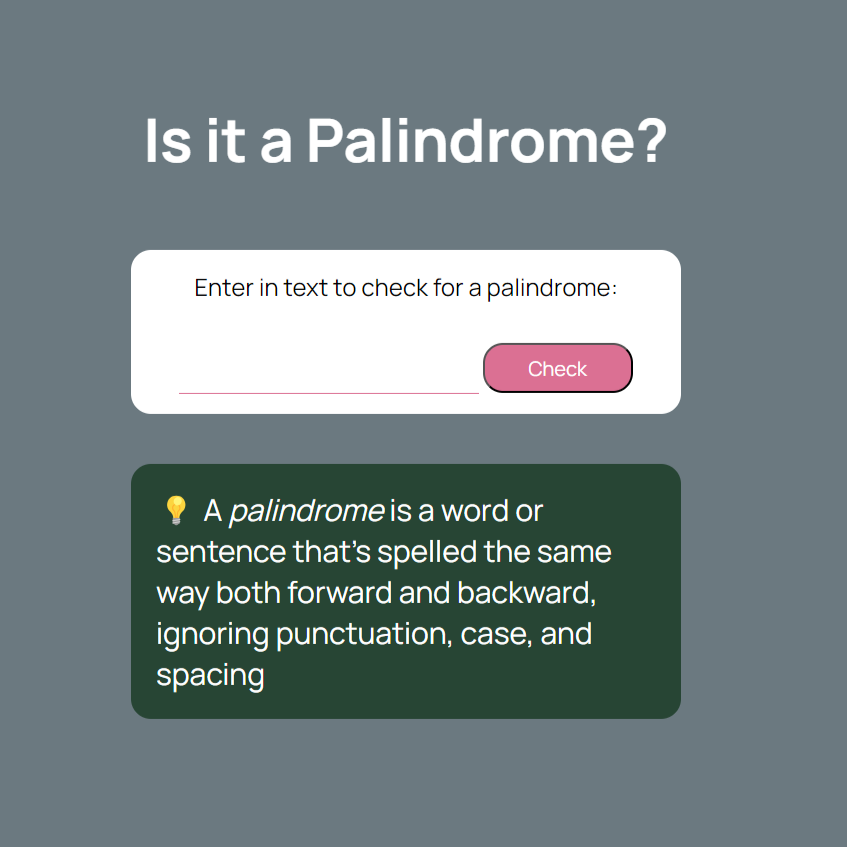 Is it a Palindrome?
Enter in text to check for a palindrome:
Check
💡 A palindrome is a word or
sentence that's spelled the same
way both forward and backward,
ignoring punctuation, case, and
spacing